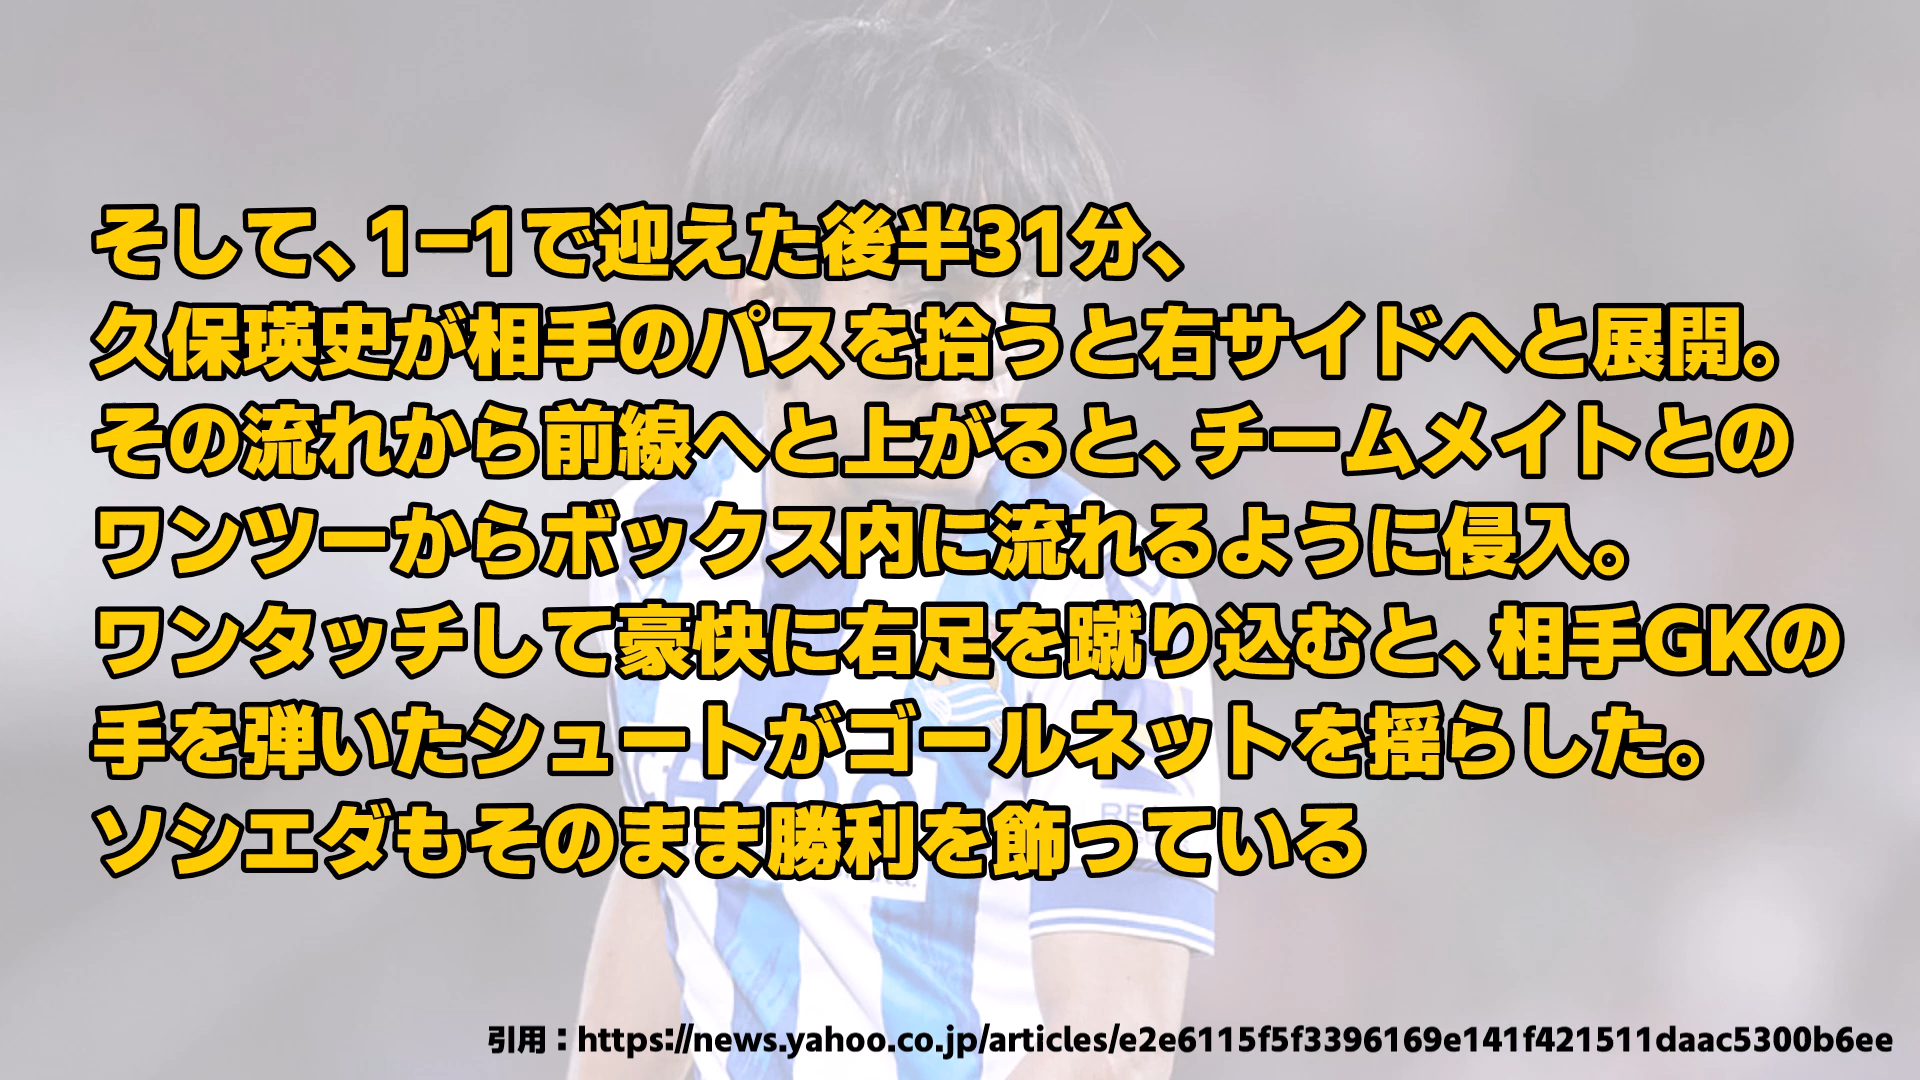 そして、1−1で迎えた後半31分、
久保瑛史が相手のパスを拾うと右サイドへと展開。
その流れから前線へと上がると、チームメイトとの
ワンツーからボックス内に流れるように侵入。
ワンタッチして豪快に右足を蹴り込むと、相手GKの
手を弾いたシュートがゴールネットを揺らした。
ソシエダもそのまま勝利を飾っている
RE
引用：https://news.yahoo.co.jp/articles/e2e6115f5f3396169e141f421511daac5300b6ee